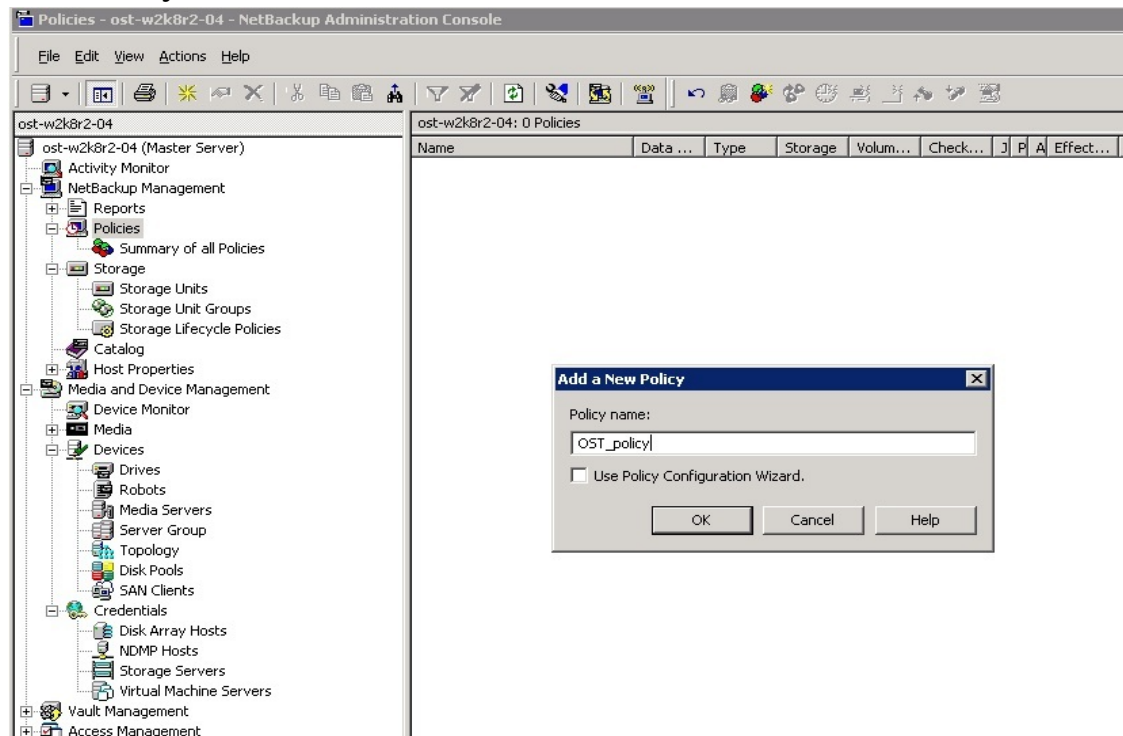 Policies - ost-w2k8r2-04 - NetBackup Administration Console
File Edit View Actions Help
ost-w2k8r2-04
ost-w2k8r2-04: 0 Policies
ost-w2k8r2-04 (Master Server)
Name Data ... Type Storage Volum... Check... J P A Effect...
Activity Monitor
NetBackup Management
Reports
Policies
Summary of all Policies
Storage
Storage Units
Storage Unit Groups
Storage Lifecycle Policies
Catalog
Host Properties
Media and Device Management
Device Monitor
Media
Devices
Drives
Robots
Media Servers
Server Group
Topology
Disk Pools
SAN Clients
Credentials
Disk Array Hosts
NDMP Hosts
Storage Servers
Virtual Machine Servers
Vault Management
Access Management
Add a New Policy
Policy name:
OST_policy
Use Policy Configuration Wizard.
OK Cancel Help